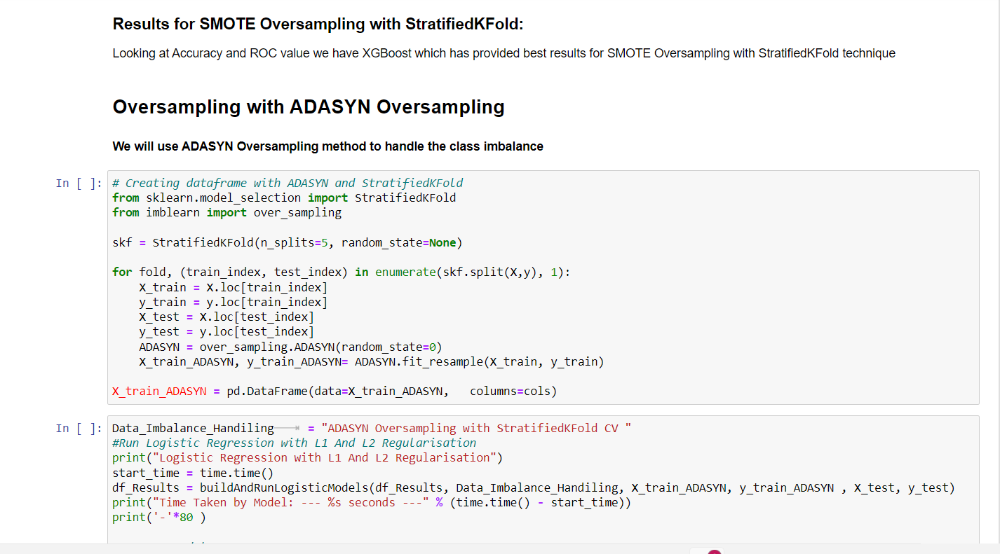 Results for SMOTE Oversampling with StratifiedKFold:
Looking at Accuracy and ROC value we have XGBoost which has provided best results for SMOTE Oversampling with StratifiedKFold technique
Oversampling with ADASYN Oversampling
We will use ADASYN Oversampling method to handle the class imbalance
In [ ]: # Creating dataframe with ADASYN and StratifiedKFold
from sklearn.model_selection import StratifiedKFold
from imblearn import over_sampling
skf = StratifiedKFold(n_splits=5, random_state=None)
for fold, (train_index, test_index) in enumerate(skf.split(X,y), 1):
    X_train = X.loc[train_index]
    y_train = y.loc[train_index]
    X_test = X.loc[test_index]
    y_test = y.loc[test_index]
    ADASYN = over_sampling.ADASYN(random_state=0)
    X_train_ADASYN, y_train_ADASYN= ADASYN.fit_resample(X_train, y_train)
X_train_ADASYN = pd.DataFrame(data=X_train_ADASYN,   columns=cols)
In [ ]: Data_Imbalance_Handiling	 = "ADASYN Oversampling with StratifiedKFold CV "
#Run Logistic Regression with L1 And L2 Regularisation
print("Logistic Regression with L1 And L2 Regularisation")
start_time = time.time()
df_Results = buildAndRunLogisticModels(df_Results, Data_Imbalance_Handiling, X_train_ADASYN, y_train_ADASYN , X_test, y_test)
print("Time Taken by Model: --- %s seconds ---" % (time.time() - start_time))
print('-'*80 )